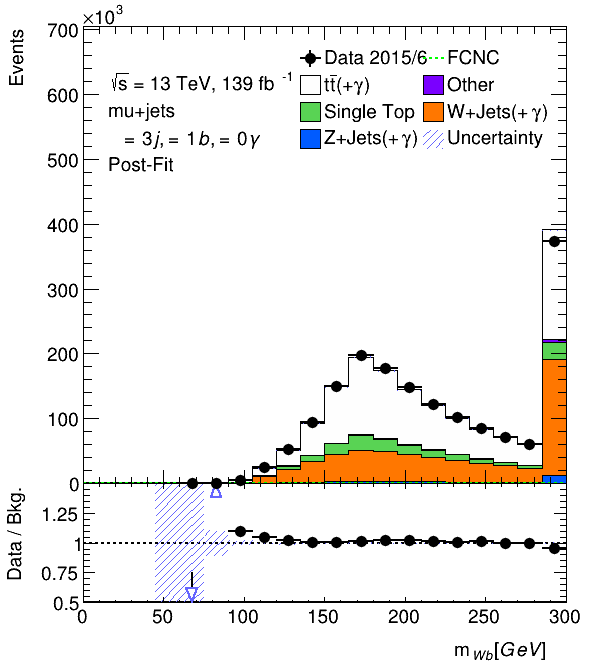 ×10³
700
Events
600
500
400
300
200
100
0
√s = 13 TeV, 139 fb⁻¹
mu+jets
= 3j, = 1b, = 0γ
Post-Fit
Data 2015/6
FCNC
tt̄(+γ)
Other
Single Top
W+Jets(+γ)
Z+Jets(+γ)
Uncertainty
Data / Bkg.
1.25
1
0.75
0.5
0 50 100 150 200 250 300
m Wb [GeV]